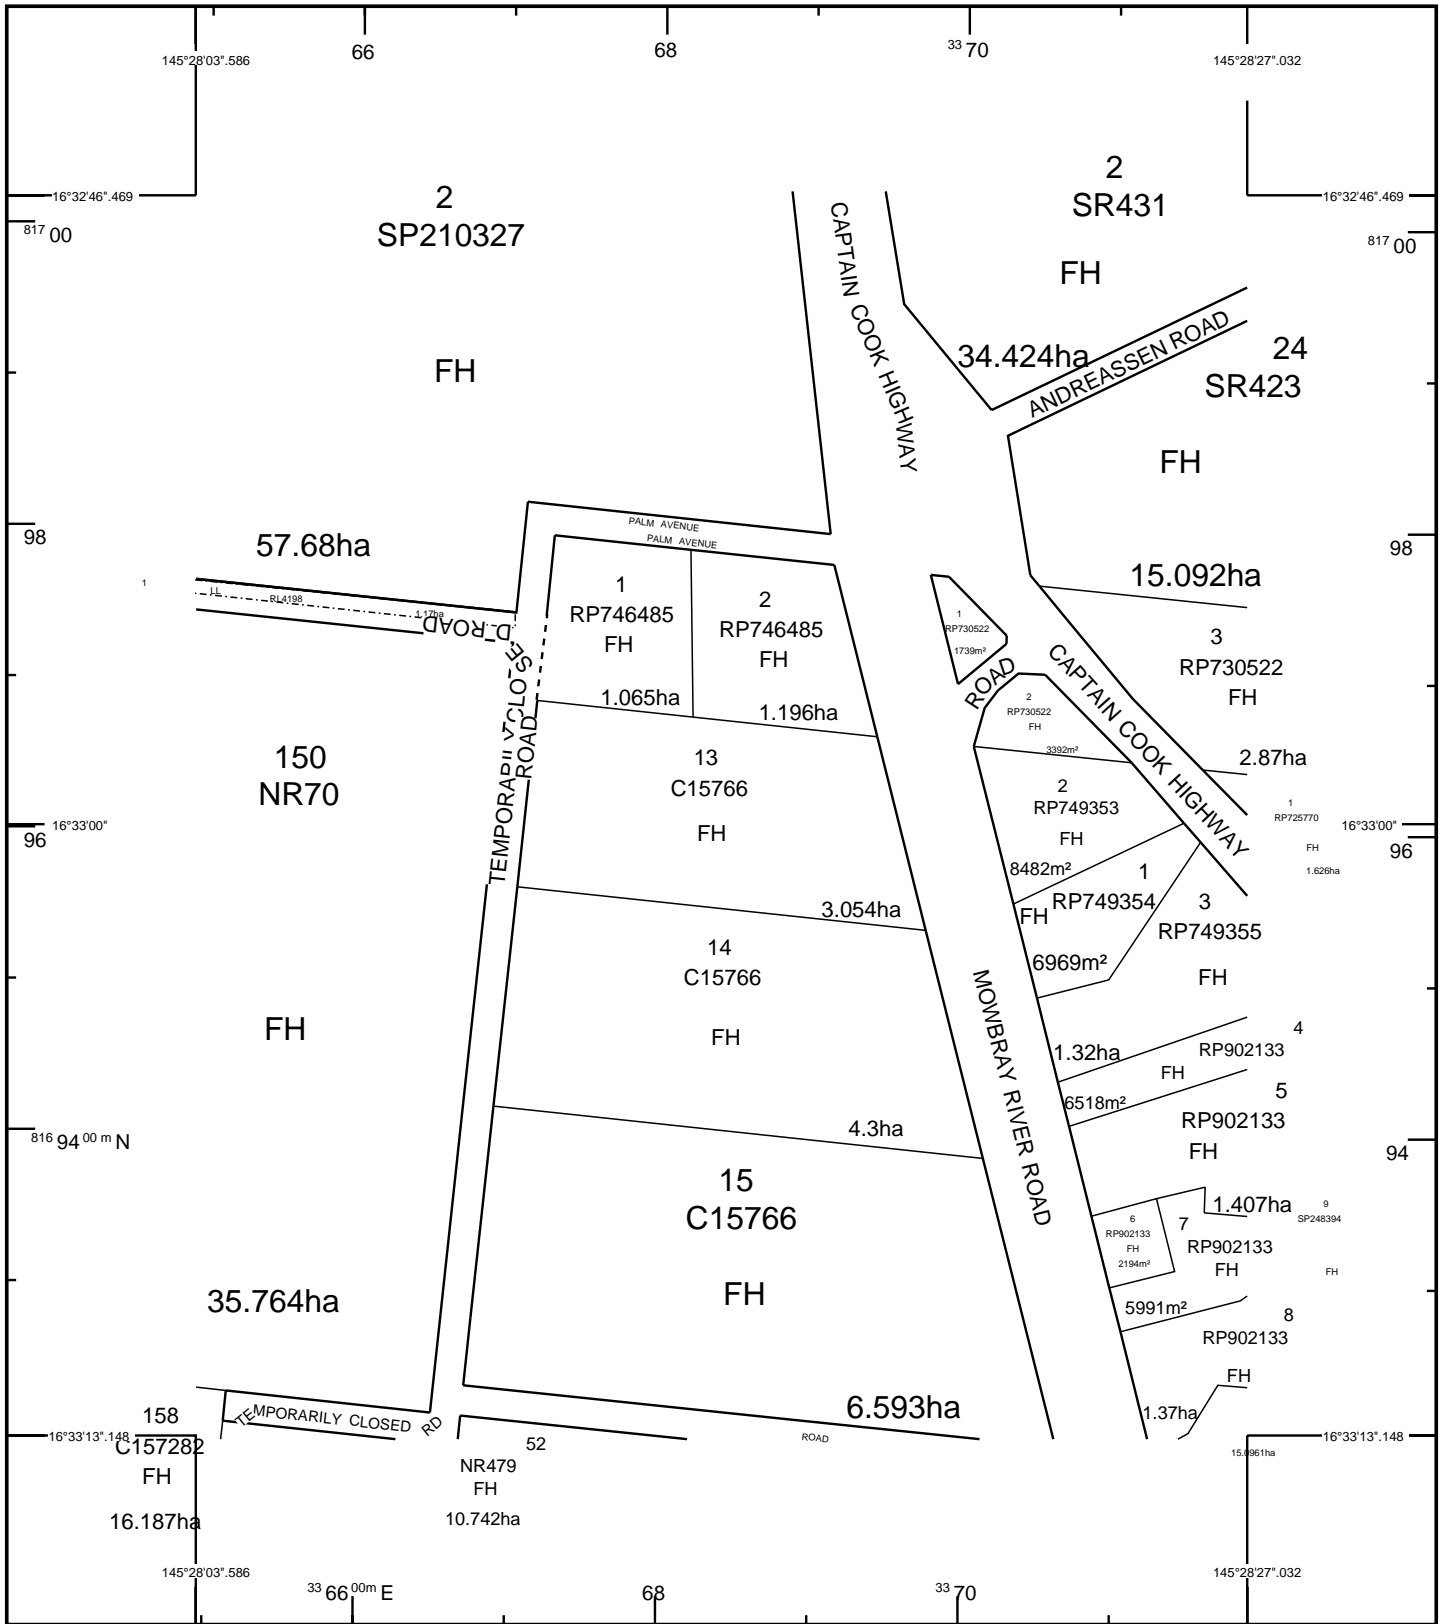 66
68
33 70
145°28'03".586
145°28'27".032
16°32'46".469
16°32'46".469
817 00
817 00
2
SP210327
FH
57.68ha
CAPTAIN COOK HIGHWAY
2
SR431
FH
34.424ha
ANDREASSEN ROAD
24
SR423
FH
15.092ha
98
98
PALM AVENUE
PALM AVENUE
1
LL
RL4198
1.17ha
TEMPORARILY CLOSED ROAD
ROAD
1
RP746485
FH
1.065ha
2
RP746485
FH
1.196ha
1
RP730522
1739m²
ROAD
2
RP730522
FH
3392m²
CAPTAIN COOK HIGHWAY
3
RP730522
FH
2.87ha
150
NR70
FH
35.764ha
13
C15766
FH
3.054ha
2
RP749353
FH
8482m²
1
RP725770
FH
1.626ha
96
16°33'00"
16°33'00"
96
1
RP749354
FH
6969m²
3
RP749355
FH
1.32ha
14
C15766
FH
4.3ha
MOWBRAY RIVER ROAD
4
RP902133
FH
6518m²
5
RP902133
FH
1.407ha
816 94 00 m N
94
15
C15766
FH
6.593ha
6
RP902133
FH
2194m²
7
RP902133
FH
5991m²
9
SP248394
FH
15.0961ha
8
RP902133
FH
1.37ha
TEMPORARILY CLOSED RD
ROAD
158
C157282
FH
16.187ha
52
NR479
FH
10.742ha
16°33'13".148
16°33'13".148
145°28'03".586
145°28'27".032
33 66 00m E
68
33 70